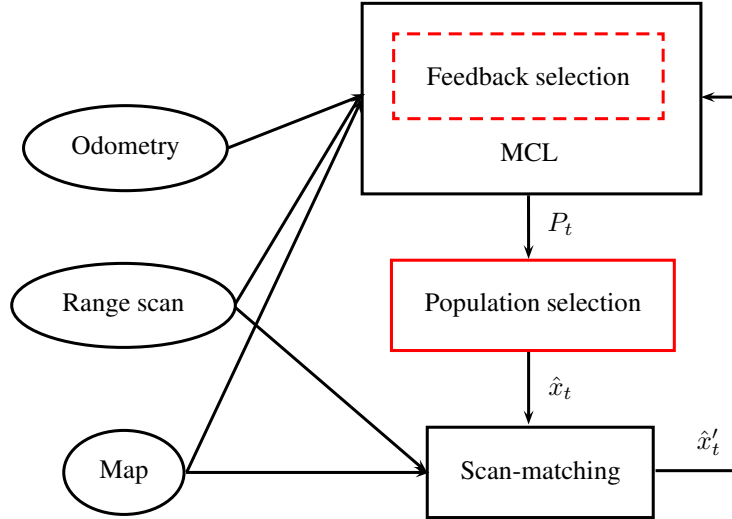 Feedback selection
MCL
Odometry
P_t
Range scan
Population selection
x̂_t
Map
Scan-matching
x̂′_t